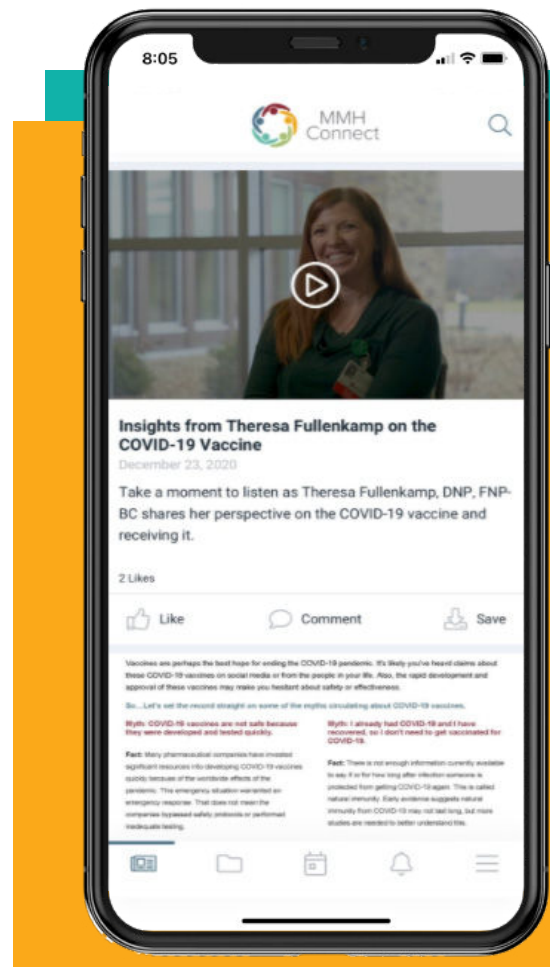 8:05
MMH
Connect
Insights from Theresa Fullenkamp on the
COVID-19 Vaccine
December 23, 2020
Take a moment to listen as Theresa Fullenkamp, DNP, FNP-
BC shares her perspective on the COVID-19 vaccine and
receiving it.
2 Likes
Like
Comment
Save
Vaccines are perhaps the best hope for ending the COVID-19 pandemic. It's likely you've heard claims about
these COVID-19 vaccines on social media or from the people in your life. Also, the rapid development and
approval of these vaccines may make you hesitant about safety or effectiveness.
So....Let's set the record straight on some of the myths circulating about COVID-19 vaccines.
Myth: COVID-19 vaccines are not safe because
they were developed and tested quickly.
Fact: Many pharmaceutical companies have invested
significant resources into developing COVID-19 vaccines
quickly because of the worldwide effects of the
pandemic. This emergency situation warranted an
emergency response. That does not mean the
companies bypassed safety protocols or performed
inadequate testing.
Myth: I already had COVID-19 and I have
recovered, so I don't need to get vaccinated for
COVID-19.
Fact: There is not enough information currently available
to say if or for how long after infection someone is
protected from getting COVID-19 again. This is called
natural immunity. Early evidence suggests natural
immunity from COVID-19 may not last long, but more
studies are needed to better understand this.